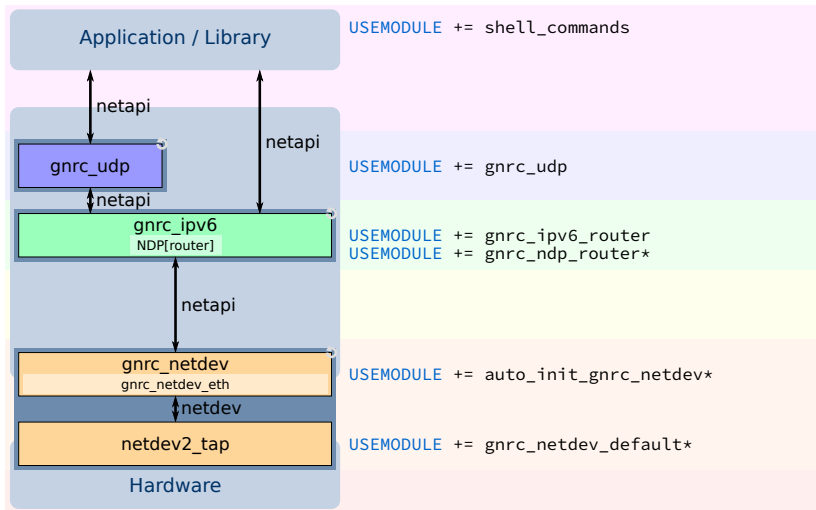 Application / Library
USEMODULE += shell_commands
netapi
netapi
gnrc_udp
USEMODULE += gnrc_udp
netapi
gnrc_ipv6
NDP[router]
USEMODULE += gnrc_ipv6_router
USEMODULE += gnrc_ndp_router*
netapi
gnrc_netdev
gnrc_netdev_eth
USEMODULE += auto_init_gnrc_netdev*
netdev
netdev2_tap
USEMODULE += gnrc_netdev_default*
Hardware